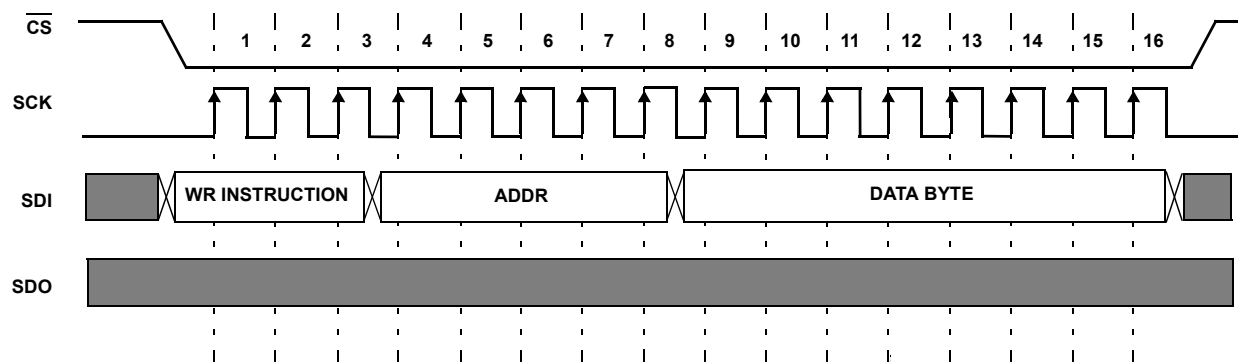 CS
1 2 3 4 5 6 7 8 9 10 11 12 13 14 15 16
SCK
SDI
WR INSTRUCTION ADDR DATA BYTE
SDO